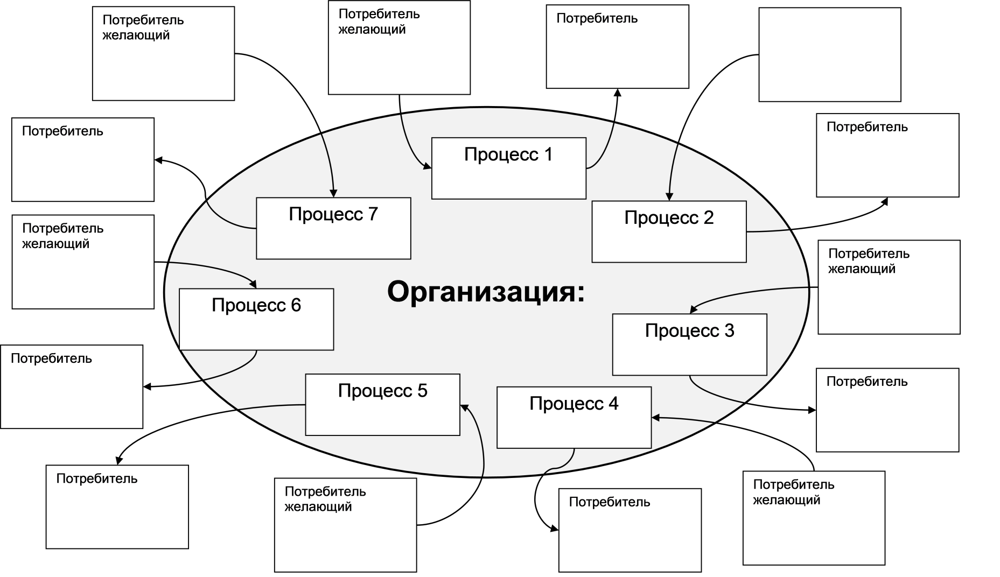 Потребитель
желающий
Потребитель
желающий
Потребитель
Потребитель
Потребитель
Процесс 1
Процесс 7
Процесс 2
Потребитель
желающий
Потребитель
желающий
Организация:
Процесс 6
Процесс 3
Потребитель
Процесс 5
Процесс 4
Потребитель
Потребитель
Потребитель
желающий
Потребитель
Потребитель
желающий